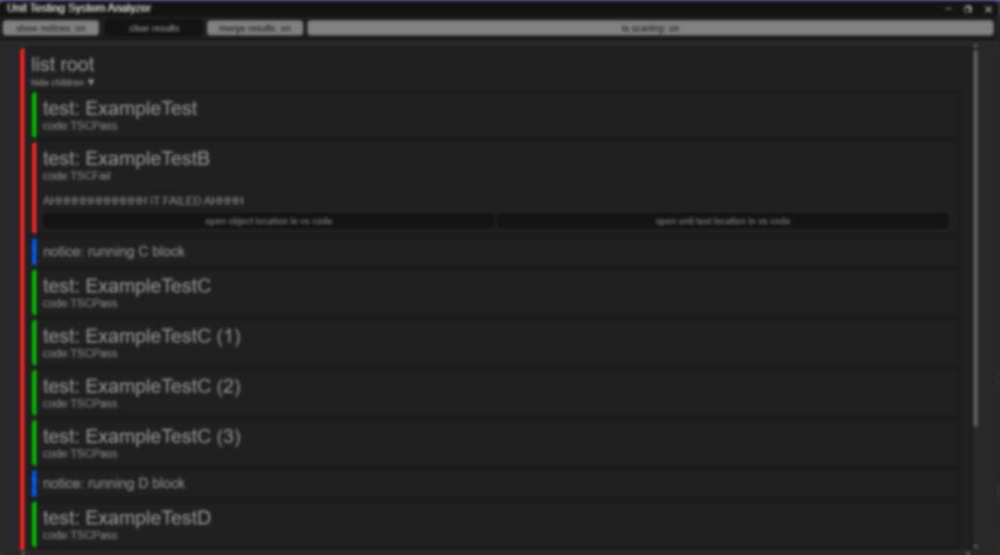 Unit Testing System Analyzer
show notices: on clear results merge results: on is scaning: on
list root
hide children ▼
test: ExampleTest
code:TSCPass
test: ExampleTestB
code:TSCFail
IT FAILED
open object location in vs code open unit test location in vs code
notice: running C block
test: ExampleTestC
code:TSCPass
test: ExampleTestC (1)
code:TSCPass
test: ExampleTestC (2)
code:TSCPass
test: ExampleTestC (3)
code:TSCPass
notice: running D block
test: ExampleTestD
code:TSCPass